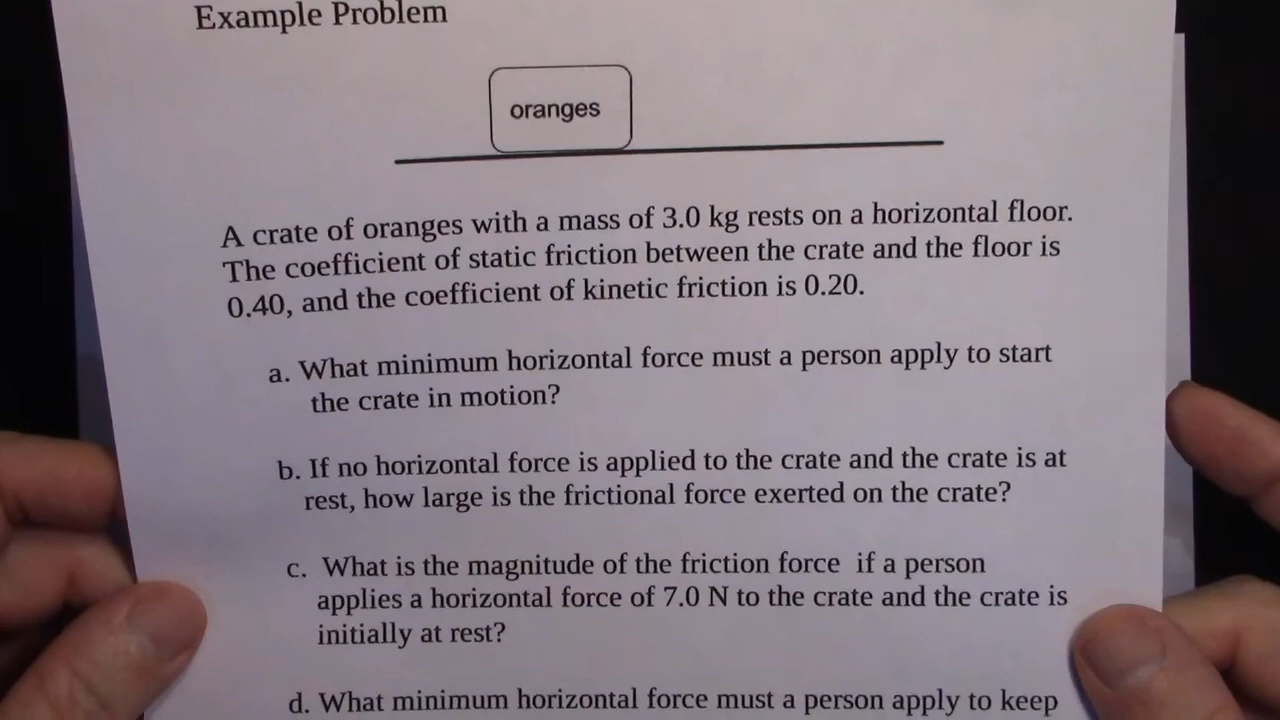 Example Problem
oranges
A crate of oranges with a mass of 3.0 kg rests on a horizontal floor.
The coefficient of static friction between the crate and the floor is
0.40, and the coefficient of kinetic friction is 0.20.
a. What minimum horizontal force must a person apply to start
the crate in motion?
b. If no horizontal force is applied to the crate and the crate is at
rest, how large is the frictional force exerted on the crate?
c. What is the magnitude of the friction force if a person
applies a horizontal force of 7.0 N to the crate and the crate is
initially at rest?
d. What minimum horizontal force must a person apply to keep